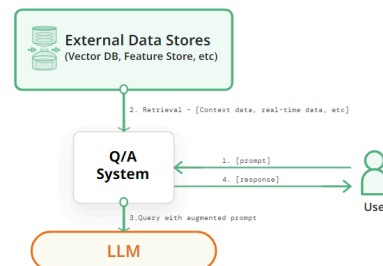 External Data Stores
(Vector DB, Feature Store, etc)
2. Retrieval - [Context data, real-time data, etc]
Q/A
System
1. [prompt]
4. [response]
Use
3.Query with augmented prompt
LLM